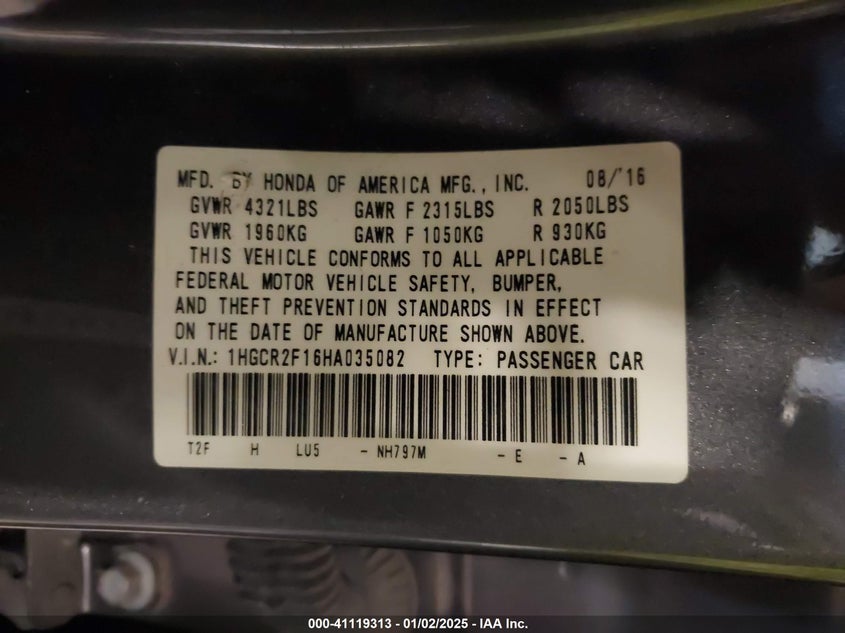 MFD. BY HONDA OF AMERICA MFG., INC. 08/'16
GVWR 4321LBS GAWR F 2315LBS R 2050LBS
GVWR 1960KG GAWR F 1050KG R 930KG
THIS VEHICLE CONFORMS TO ALL APPLICABLE
FEDERAL MOTOR VEHICLE SAFETY, BUMPER,
AND THEFT PREVENTION STANDARDS IN EFFECT
ON THE DATE OF MANUFACTURE SHOWN ABOVE.
V.I.N.: 1HGCR2F16HA035082 TYPE: PASSENGER CAR
T2F H LU5 - NH797M - E - A
000-41119313 - 01/02/2025 - IAA Inc.